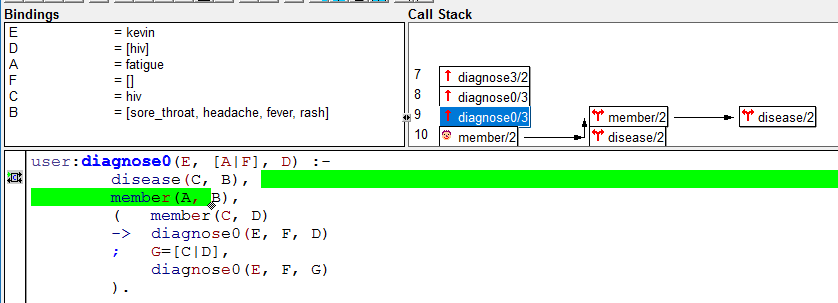 Bindings
E = kevin
D = [hiv]
A = fatigue
F = []
C = hiv
B = [sore_throat, headache, fever, rash]
Call Stack
7 diagnose3/2
8 diagnose0/3
9 diagnose0/3 member/2 disease/2
10 member/2 disease/2
user:diagnose0(E, [A|F], D) :-
disease(C, B),
member(A, B),
(   member(C, D)
->  diagnose0(E, F, D)
;   G=[C|D],
diagnose0(E, F, G)
).